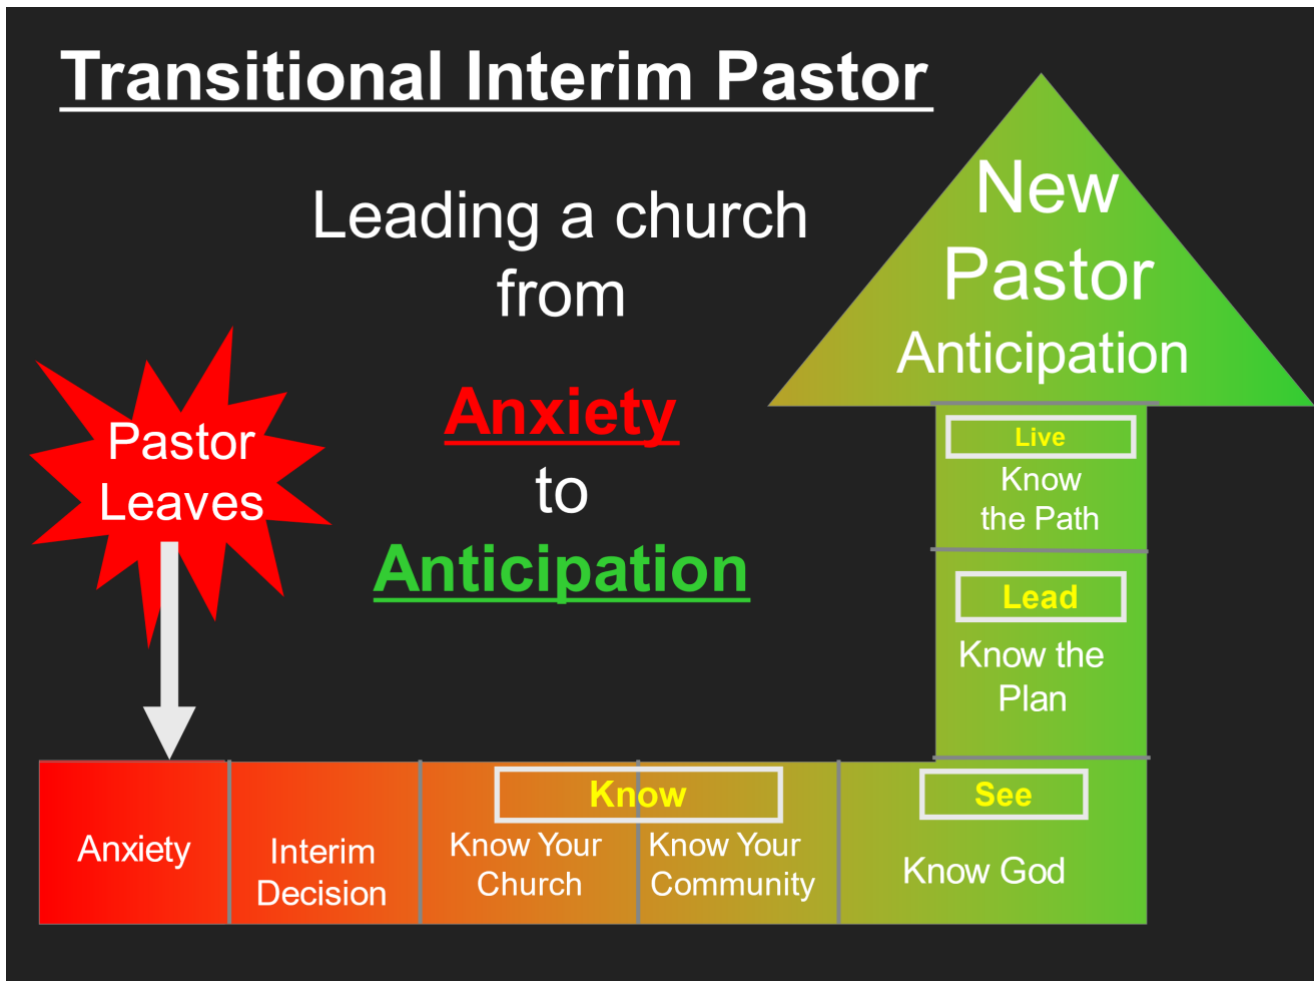 Transitional Interim Pastor
Leading a church
from
Anxiety
to
Anticipation
Pastor
Leaves
Anxiety
Interim
Decision
Know
Know Your
Church
Know Your
Community
See
Know God
Lead
Know the
Plan
Live
Know
the Path
New
Pastor
Anticipation